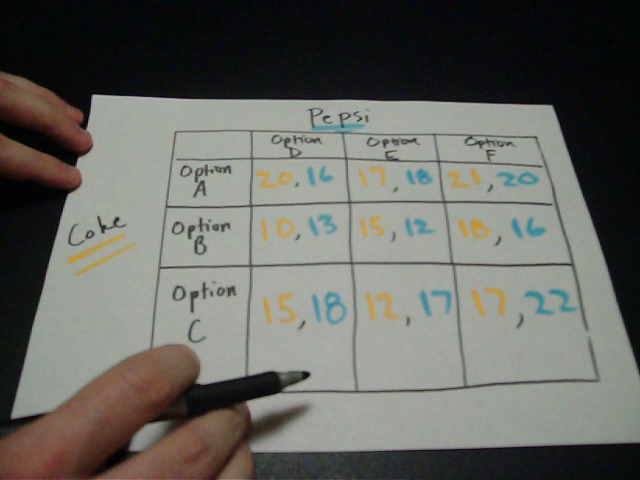 Pepsi
Option D Option E Option F
Coke
Option A 20, 16 17, 18 21, 20
Option B 10, 13 15, 12 18, 16
Option C 15, 18 12, 17 17, 22